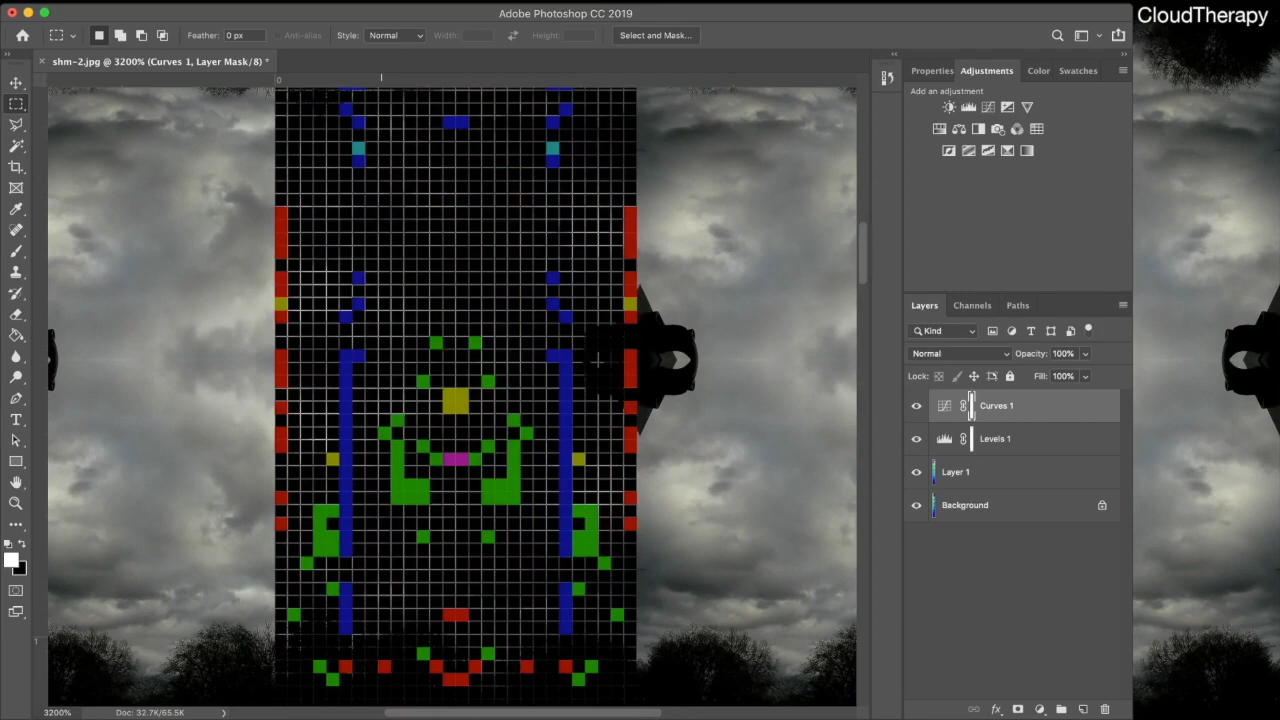 Adobe Photoshop CC 2019
CloudTherapy
Feather: 0 px
Anti-alias
Style: Normal
Width:
Height:
Select and Mask...
shm-2.jpg @ 3200% (Curves 1, Layer Mask/8) *
0
1
Properties
Adjustments
Color
Swatches
Add an adjustment
Layers
Channels
Paths
Kind
Normal
Opacity: 100%
Lock:
Fill: 100%
Curves 1
Levels 1
Layer 1
Background
3200%
Doc: 32.7K/65.5K